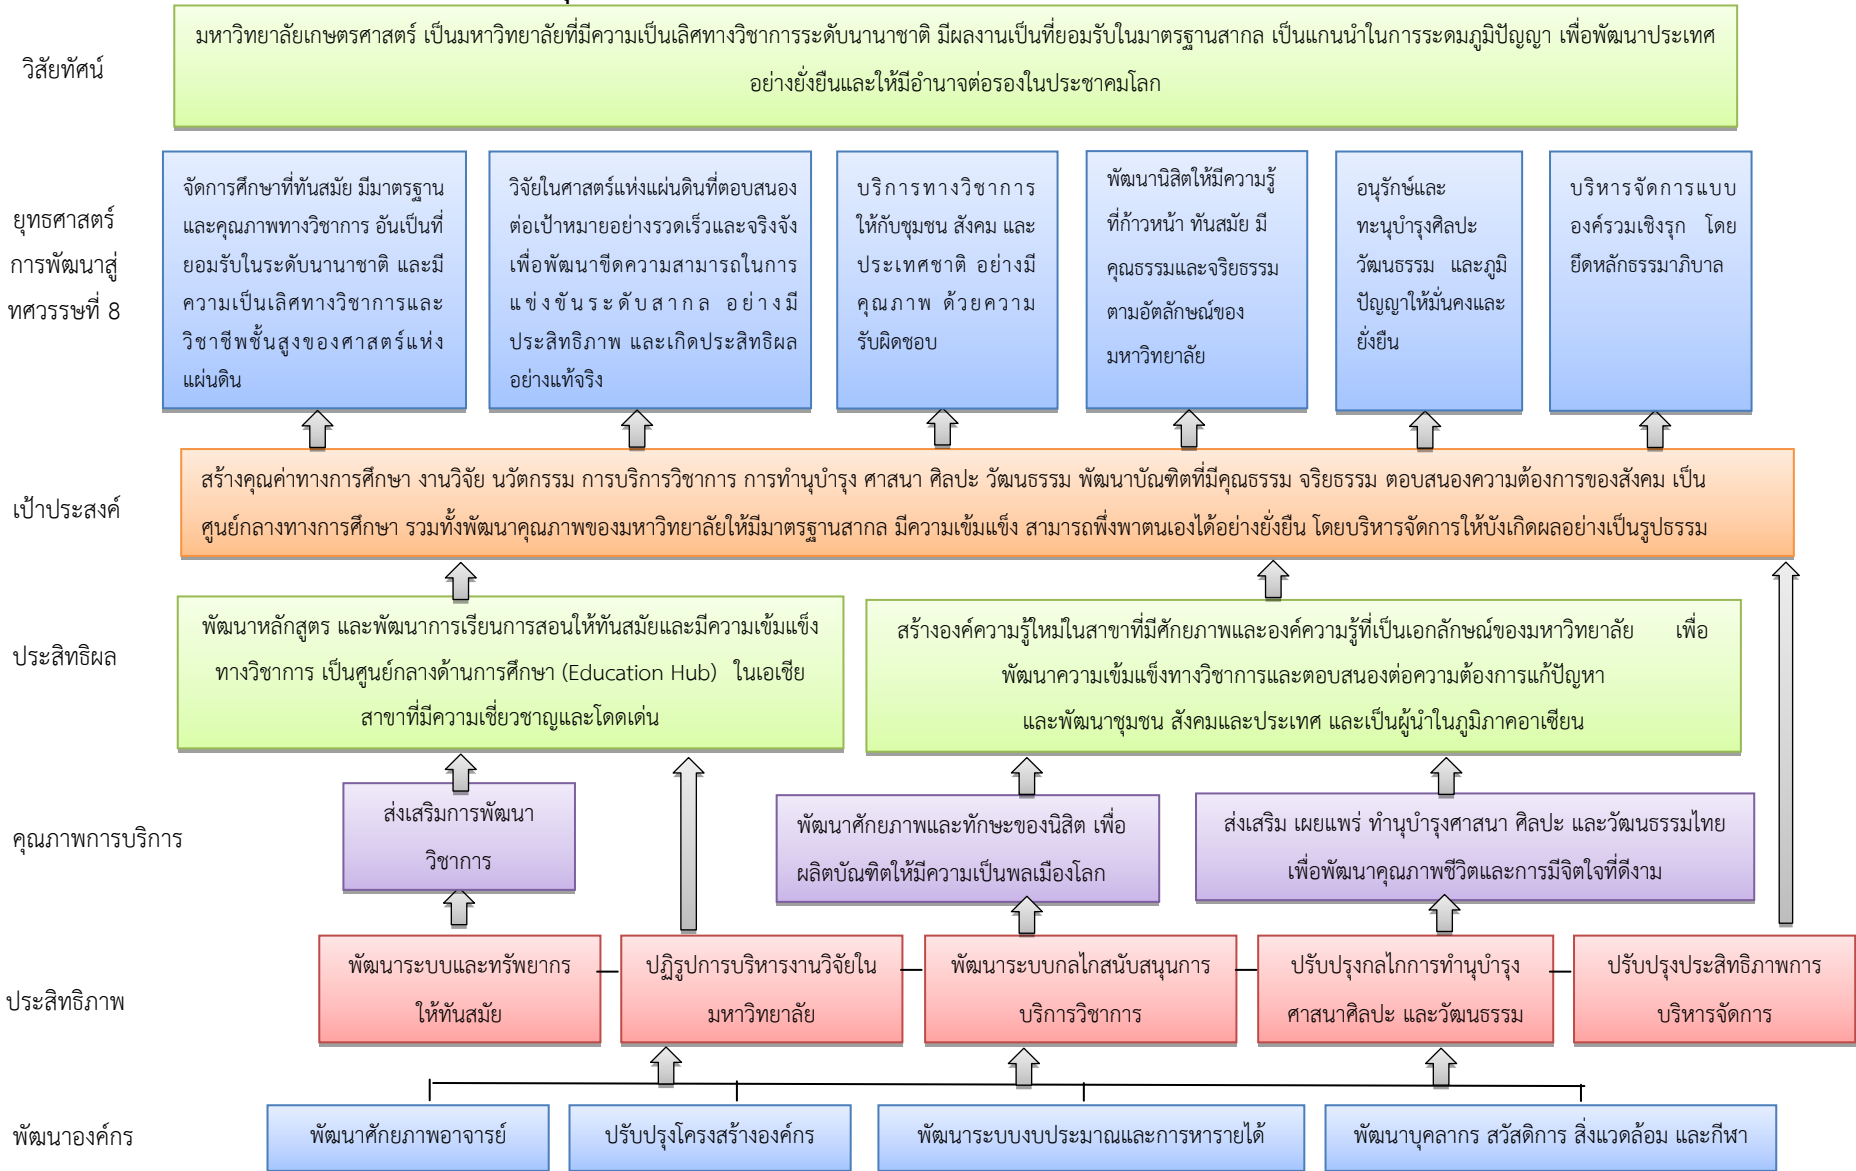 วิสัยทัศน์
มหาวิทยาลัยเกษตรศาสตร์ เป็นมหาวิทยาลัยที่มีความเป็นเลิศทางวิชาการระดับนานาชาติ มีผลงานเป็นที่ยอมรับในมาตรฐานสากล เป็นแกนนำในการระดมภูมิปัญญา เพื่อพัฒนาประเทศ
อย่างยั่งยืนและให้มีอำนาจต่อรองในประชาคมโลก
ยุทธศาสตร์
การพัฒนาสู่
ทศวรรษที่ 8
จัดการศึกษาที่ทันสมัย มีมาตรฐาน
และคุณภาพทางวิชาการ อันเป็นที่
ยอมรับในระดับนานาชาติ และมี
ความเป็นเลิศทางวิชาการและ
วิชาชีพชั้นสูงของศาสตร์แห่ง
แผ่นดิน
วิจัยในศาสตร์แห่งแผ่นดินที่ตอบสนอง
ต่อเป้าหมายอย่างรวดเร็วและจริงจัง
เพื่อพัฒนาขีดความสามารถในการ
แข่งขันระดับสากล อย่างมี
ประสิทธิภาพ และเกิดประสิทธิผล
อย่างแท้จริง
บริการทางวิชาการ
ให้กับชุมชน สังคม และ
ประเทศชาติ อย่างมี
คุณภาพ ด้วยความ
รับผิดชอบ
พัฒนานิสิตให้มีความรู้
ที่ก้าวหน้า ทันสมัย มี
คุณธรรมและจริยธรรม
ตามอัตลักษณ์ของ
มหาวิทยาลัย
อนุรักษ์และ
ทะนุบำรุงศิลปะ
วัฒนธรรม และภูมิ
ปัญญาให้มั่นคงและ
ยั่งยืน
บริหารจัดการแบบ
องค์รวมเชิงรุก โดย
ยึดหลักธรรมาภิบาล
เป้าประสงค์
สร้างคุณค่าทางการศึกษา งานวิจัย นวัตกรรม การบริการวิชาการ การทำนุบำรุง ศาสนา ศิลปะ วัฒนธรรม พัฒนาบัณฑิตที่มีคุณธรรม จริยธรรม ตอบสนองความต้องการของสังคม เป็น
ศูนย์กลางทางการศึกษา รวมทั้งพัฒนาคุณภาพของมหาวิทยาลัยให้มีมาตรฐานสากล มีความเข้มแข็ง สามารถพึ่งพาตนเองได้อย่างยั่งยืน โดยบริหารจัดการให้บังเกิดผลอย่างเป็นรูปธรรม
ประสิทธิผล
พัฒนาหลักสูตร และพัฒนาการเรียนการสอนให้ทันสมัยและมีความเข้มแข็ง
ทางวิชาการ เป็นศูนย์กลางด้านการศึกษา (Education Hub) ในเอเชีย
สาขาที่มีความเชี่ยวชาญและโดดเด่น
สร้างองค์ความรู้ใหม่ในสาขาที่มีศักยภาพและองค์ความรู้ที่เป็นเอกลักษณ์ของมหาวิทยาลัย เพื่อ
พัฒนาความเข้มแข็งทางวิชาการและตอบสนองต่อความต้องการแก้ปัญหา
และพัฒนาชุมชน สังคมและประเทศ และเป็นผู้นำในภูมิภาคอาเซียน
คุณภาพการบริการ
ส่งเสริมการพัฒนา
วิชาการ
พัฒนาศักยภาพและทักษะของนิสิต เพื่อ
ผลิตบัณฑิตให้มีความเป็นพลเมืองโลก
ส่งเสริม เผยแพร่ ทำนุบำรุงศาสนา ศิลปะ และวัฒนธรรมไทย
เพื่อพัฒนาคุณภาพชีวิตและการมีจิตใจที่ดีงาม
ประสิทธิภาพ
พัฒนาระบบและทรัพยากร
ให้ทันสมัย
ปฏิรูปการบริหารงานวิจัยใน
มหาวิทยาลัย
พัฒนาระบบกลไกสนับสนุนการ
บริการวิชาการ
ปรับปรุงกลไกการทำนุบำรุง
ศาสนาศิลปะ และวัฒนธรรม
ปรับปรุงประสิทธิภาพการ
บริหารจัดการ
พัฒนาองค์กร
พัฒนาศักยภาพอาจารย์
ปรับปรุงโครงสร้างองค์กร
พัฒนาระบบงบประมาณและการหารายได้
พัฒนาบุคลากร สวัสดิการ สิ่งแวดล้อม และกีฬา